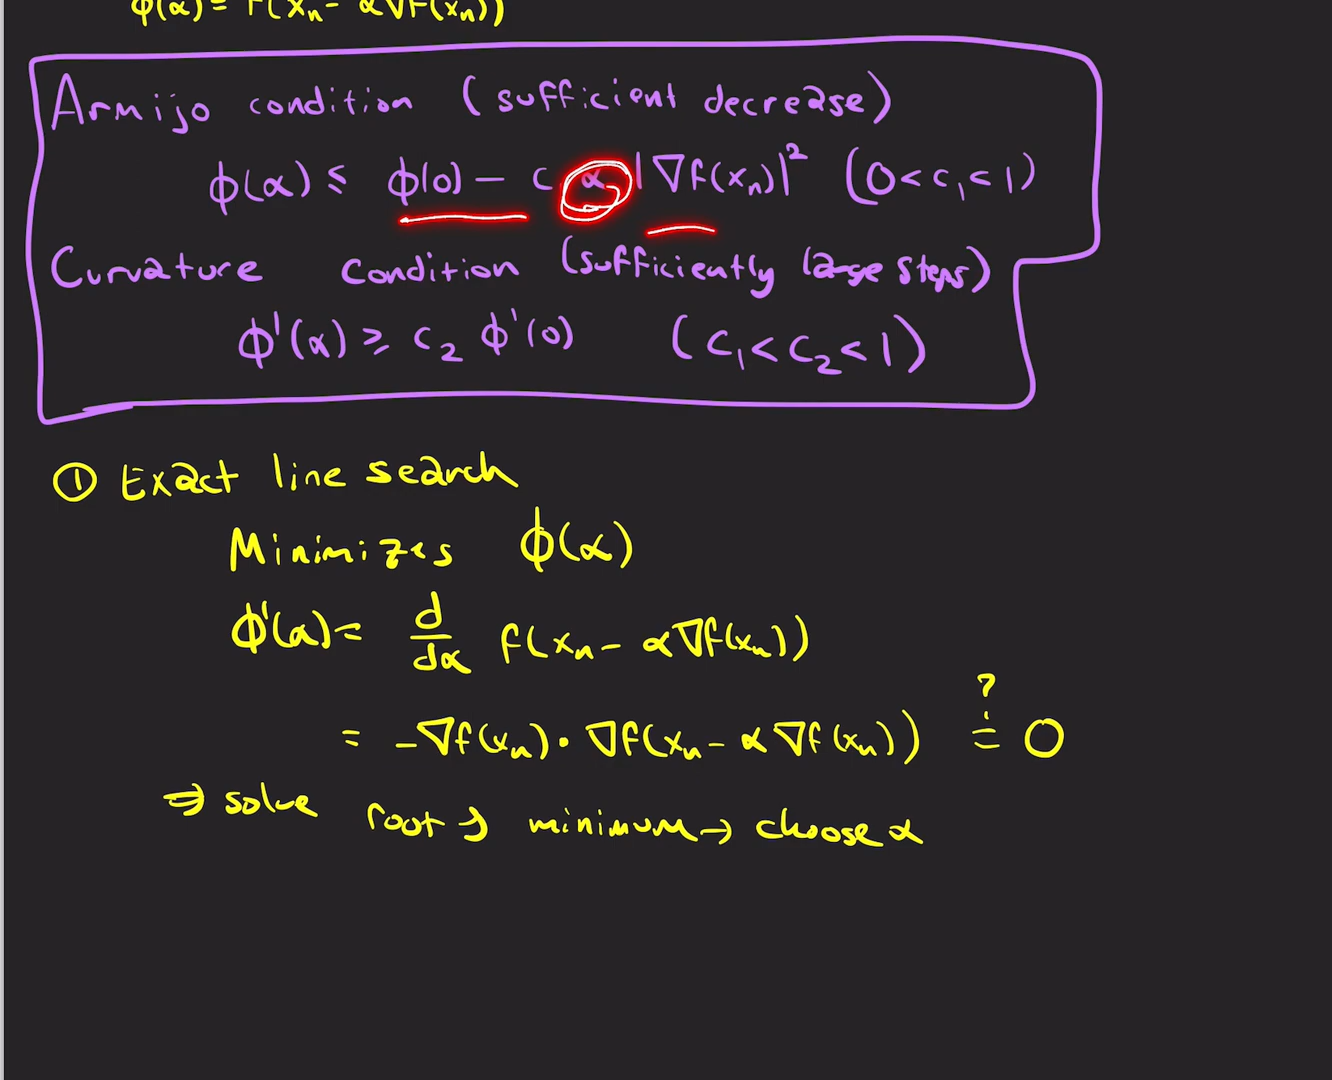 ϕ(α) = F(xₙ - α∇F(xₙ))
Armijo condition (sufficient decrease)
ϕ(α) ≤ ϕ(0) - c α |∇f(xₙ)|² (0<c₁<1)
Curvature condition (sufficiently large steps)
ϕ'(α) ≥ c₂ ϕ'(0) (c₁<c₂<1)
① Exact line search
Minimizes ϕ(α)
ϕ'(α) = d/dα f(xₙ - α∇f(xₙ))
= -∇f(xₙ)·∇f(xₙ - α∇f(xₙ)) ≟ 0
⇒ solve root minimum → choose α